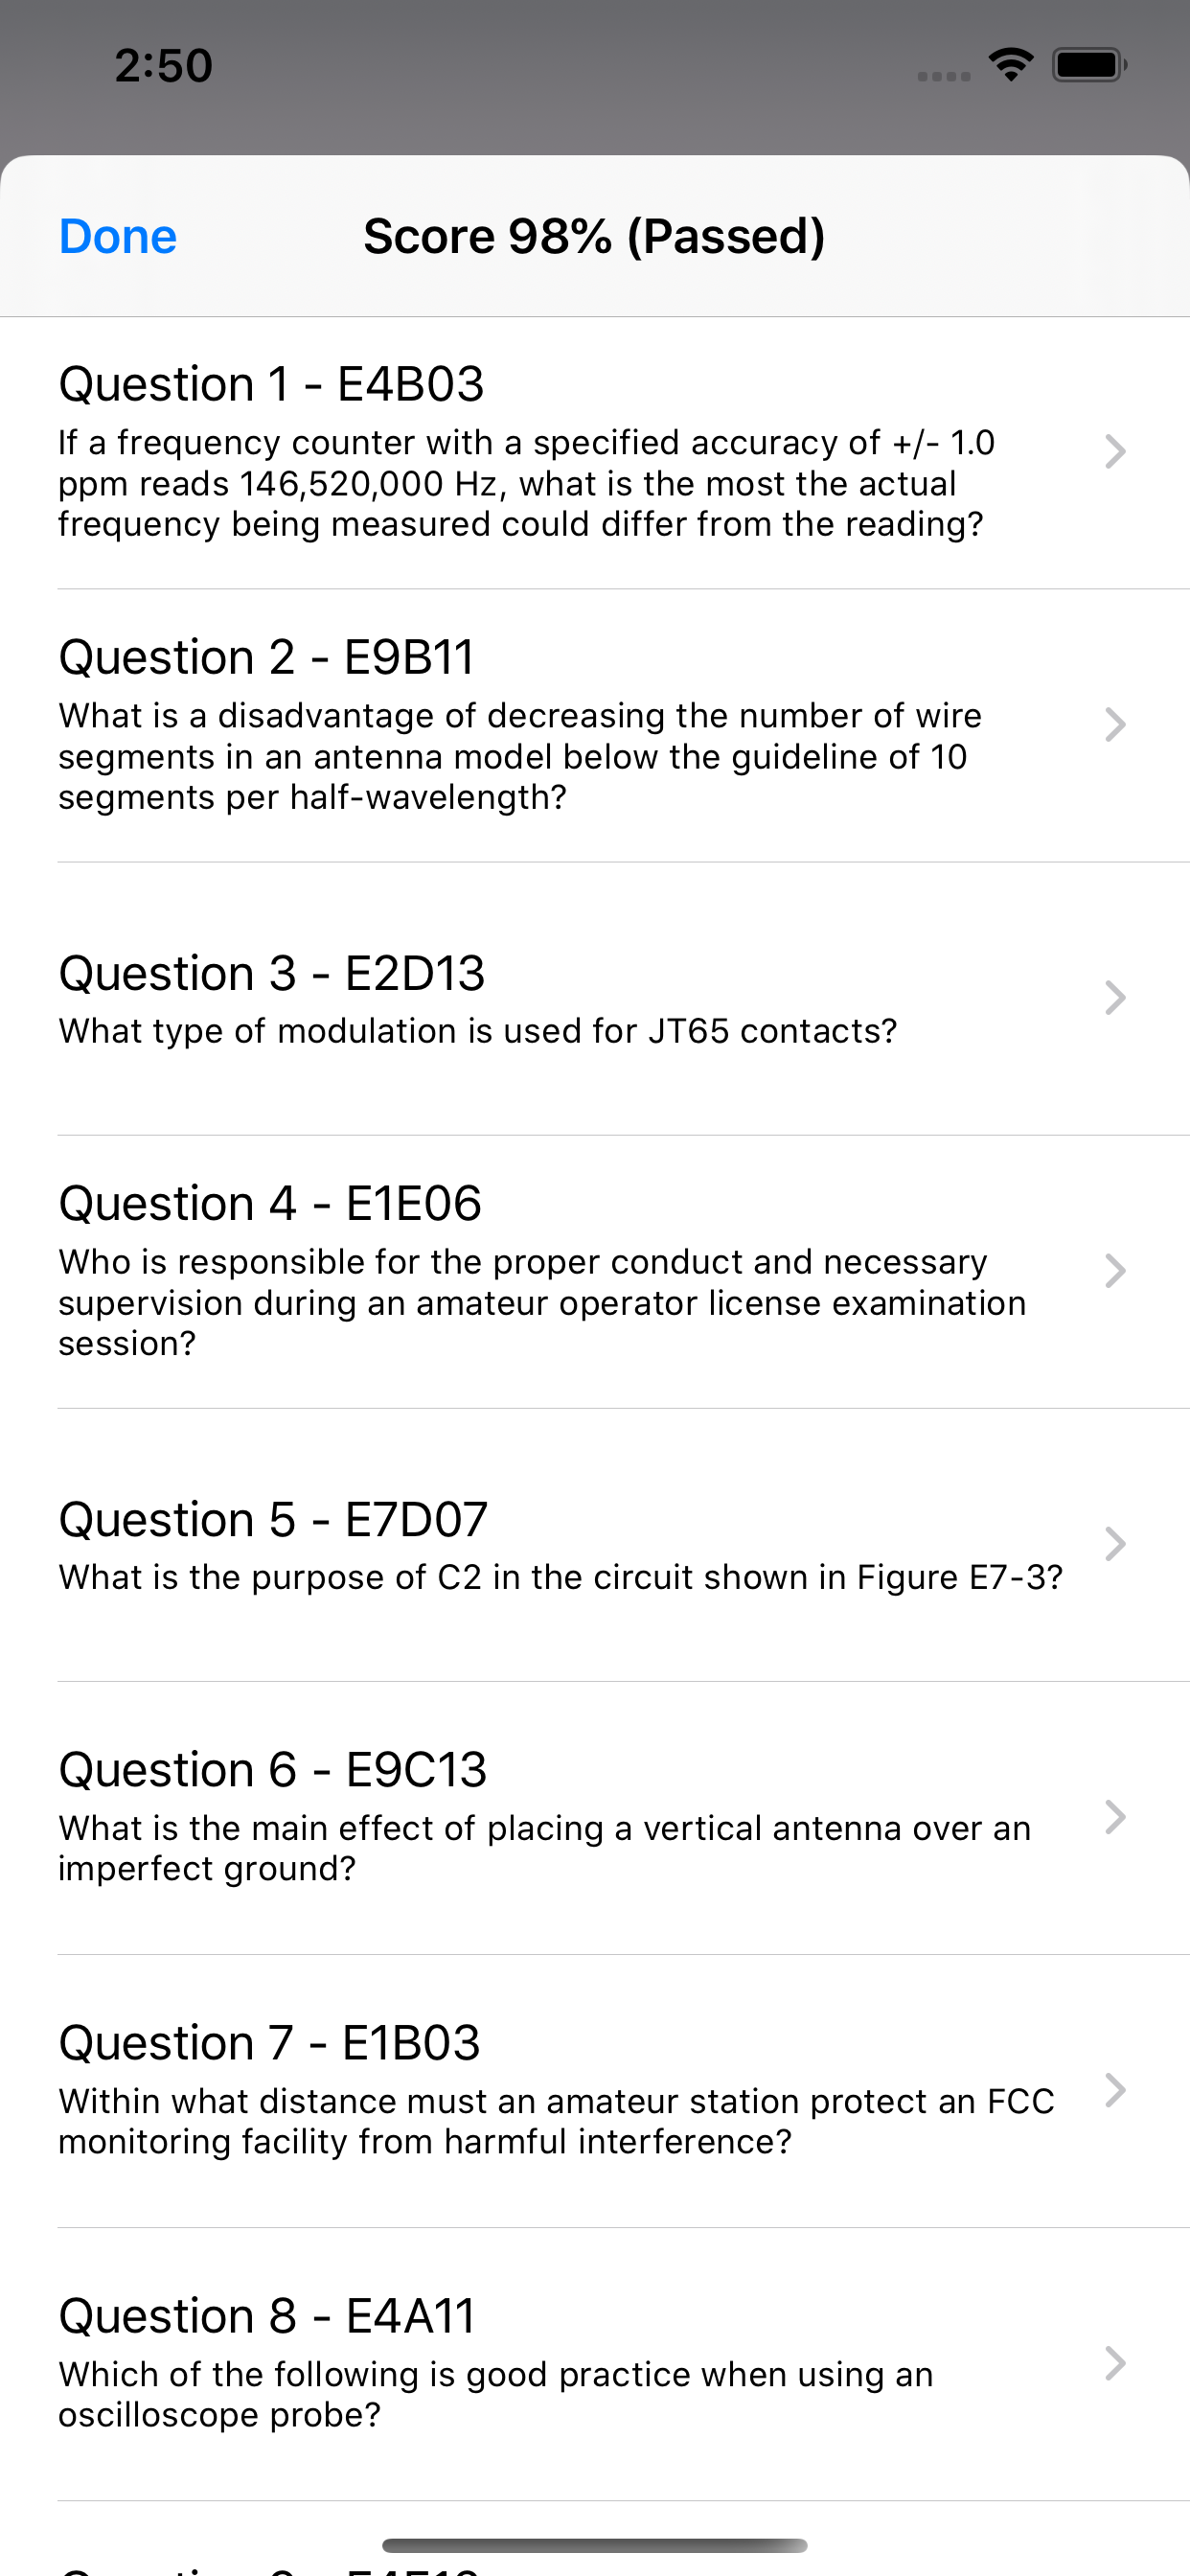 2:50
Done
Score 98% (Passed)
Question 1 - E4B03
If a frequency counter with a specified accuracy of +/- 1.0
ppm reads 146,520,000 Hz, what is the most the actual
frequency being measured could differ from the reading?
Question 2 - E9B11
What is a disadvantage of decreasing the number of wire
segments in an antenna model below the guideline of 10
segments per half-wavelength?
Question 3 - E2D13
What type of modulation is used for JT65 contacts?
Question 4 - E1E06
Who is responsible for the proper conduct and necessary
supervision during an amateur operator license examination
session?
Question 5 - E7D07
What is the purpose of C2 in the circuit shown in Figure E7-3?
Question 6 - E9C13
What is the main effect of placing a vertical antenna over an
imperfect ground?
Question 7 - E1B03
Within what distance must an amateur station protect an FCC
monitoring facility from harmful interference?
Question 8 - E4A11
Which of the following is good practice when using an
oscilloscope probe?